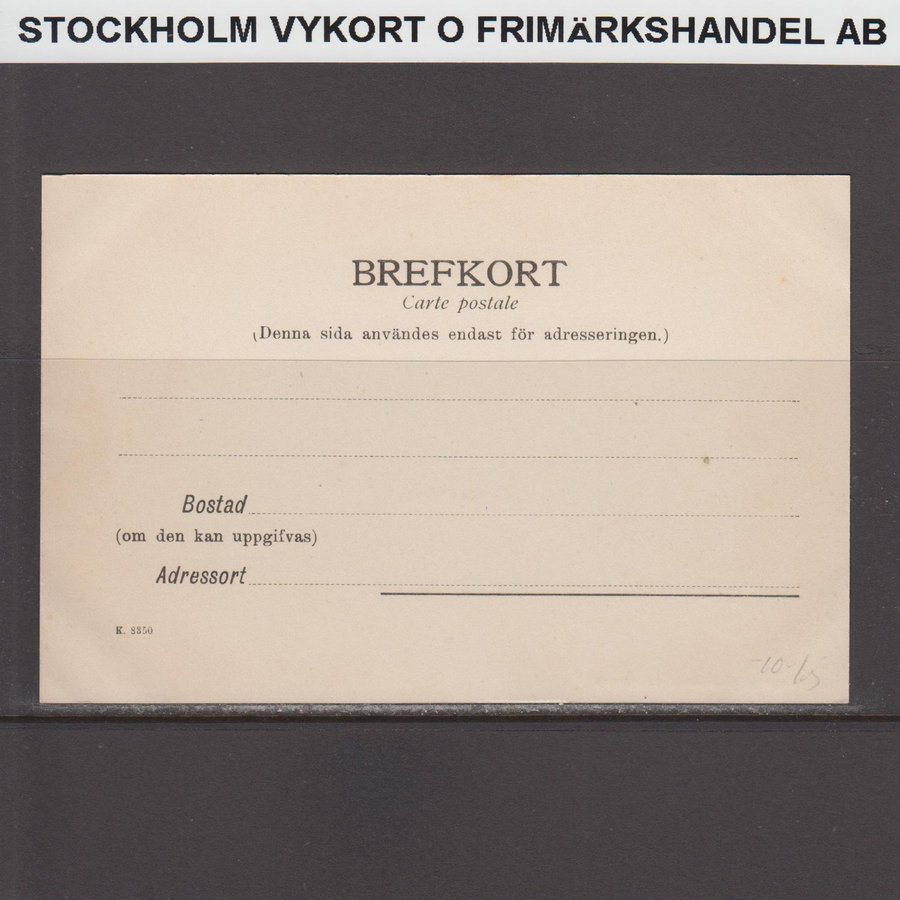 STOCKHOLM VYKORT O FRIMÄRKSHANDEL AB
BREFKORT
Carte postale
(Denna sida användes endast för adresseringen.)
Bostad
(om den kan uppgifvas)
Adressort
K. 8350